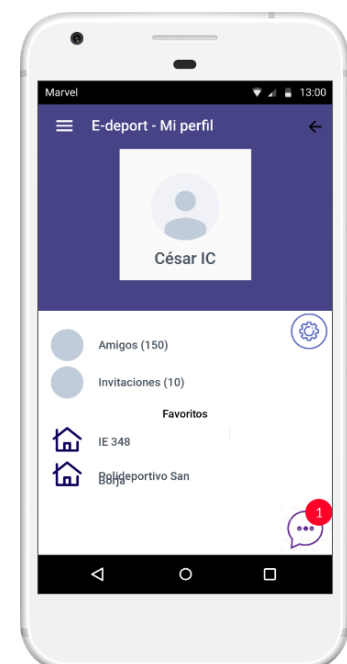 Marvel 13:00
E-deport - Mi perfil
César IC
Amigos (150)
Invitaciones (10)
Favoritos
IE 348
Polideportivo San
Borja
1